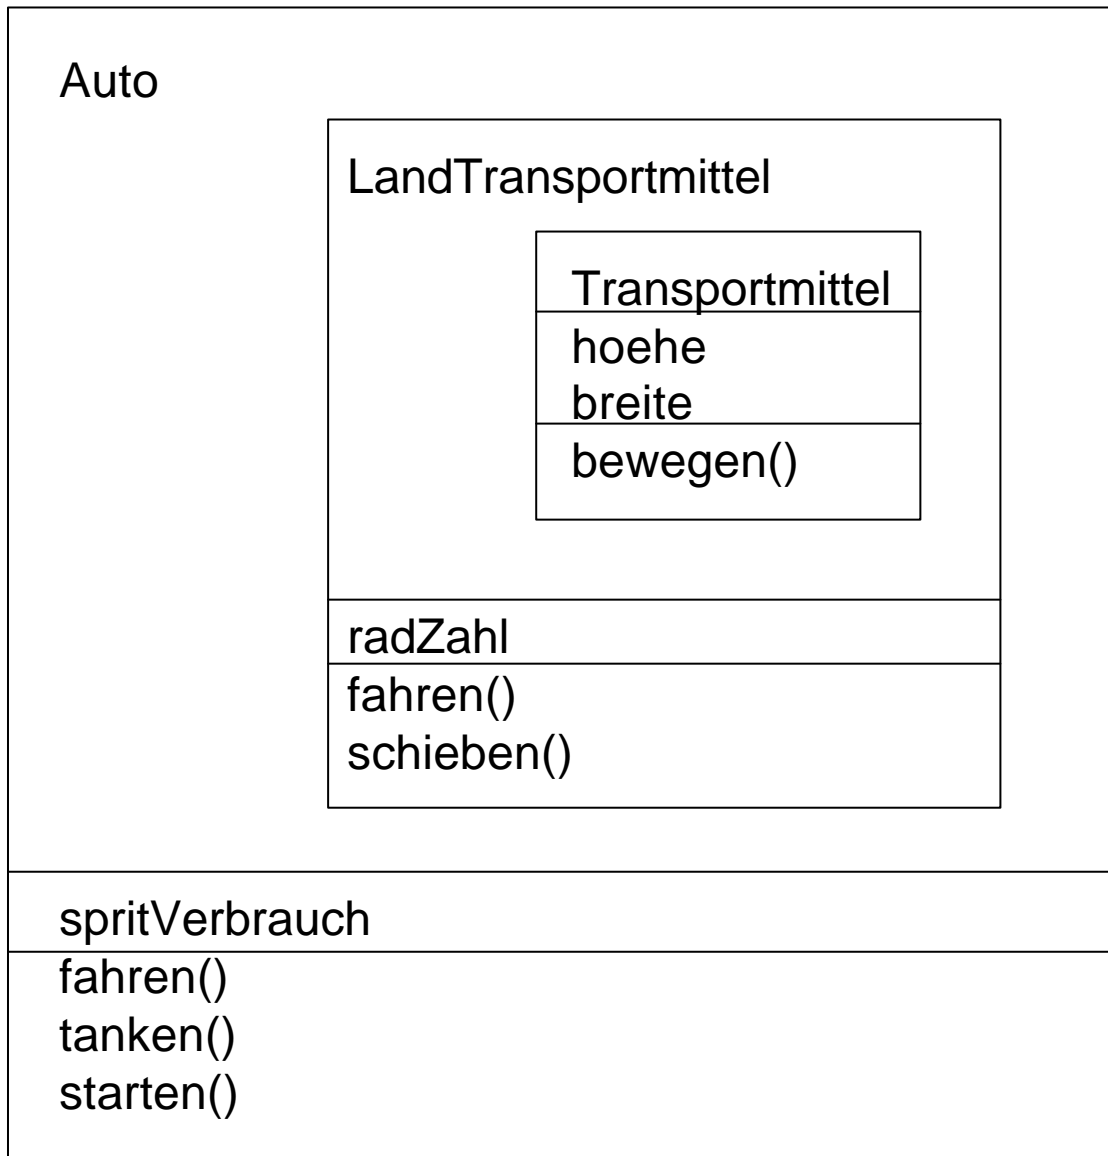 Auto
LandTransportmittel
Transportmittel
hoehe
breite
bewegen()
radZahl
fahren()
schieben()
spritVerbrauch
fahren()
tanken()
starten()